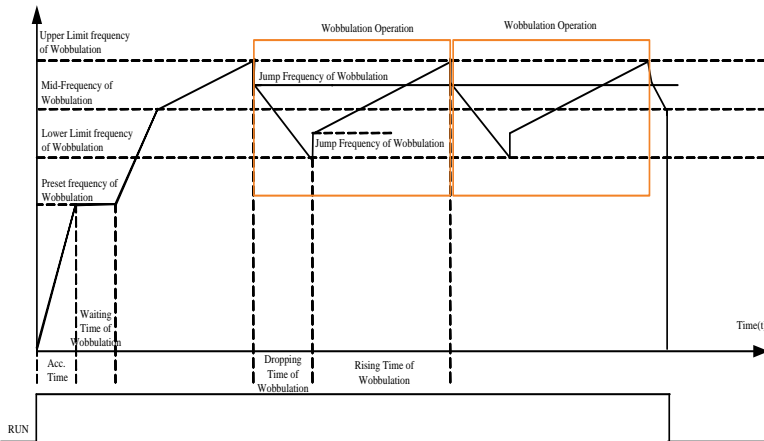 Wobbulation Operation
Wobbulation Operation
Upper Limit frequency
of Wobbulation
Jump Frequency of Wobbulation
Mid-Frequency of
Wobbulation
Lower Limit frequency
of Wobbulation
Jump Frequency of Wobbulation
Preset frequency of
Wobbulation
Waiting
Time of
Wobbulation
Time(t
Acc.
Time
Dropping
Time of
Wobbulation
Rising Time of
Wobbulation
RUN